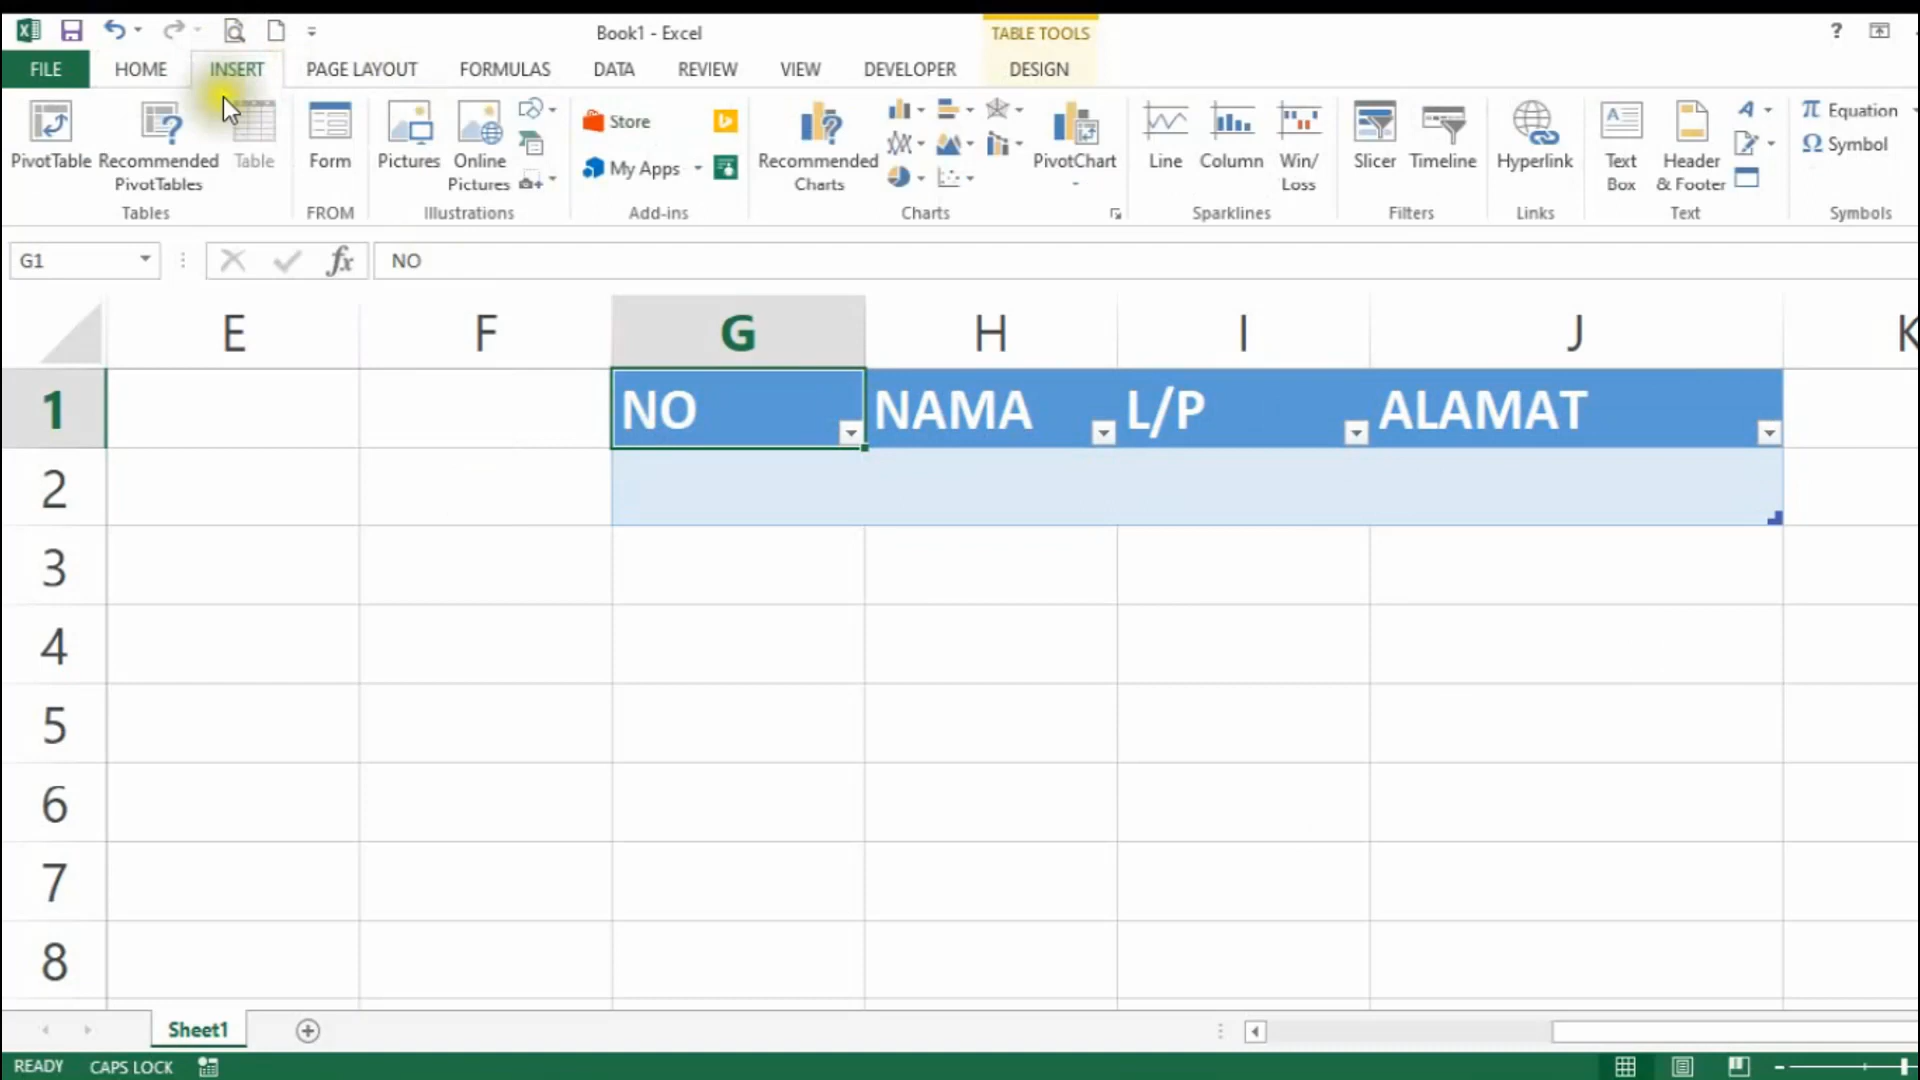 Book1 - Excel
TABLE TOOLS
?
FILE
HOME
INSERT
PAGE LAYOUT
FORMULAS
DATA
REVIEW
VIEW
DEVELOPER
DESIGN
PivotTable
Recommended
PivotTables
Table
Tables
Form
FROM
Pictures
Online
Pictures
Illustrations
Store
My Apps
Add-ins
Recommended
Charts
PivotChart
Charts
Line
Column
Win/
Loss
Sparklines
Slicer
Timeline
Filters
Hyperlink
Links
Text
Box
Header
& Footer
Text
π Equation
Ω Symbol
Symbols
G1
fx
NO
E
F
G
H
I
J
K
1
NO
NAMA
L/P
ALAMAT
2
3
4
5
6
7
8
Sheet1
READY
CAPS LOCK